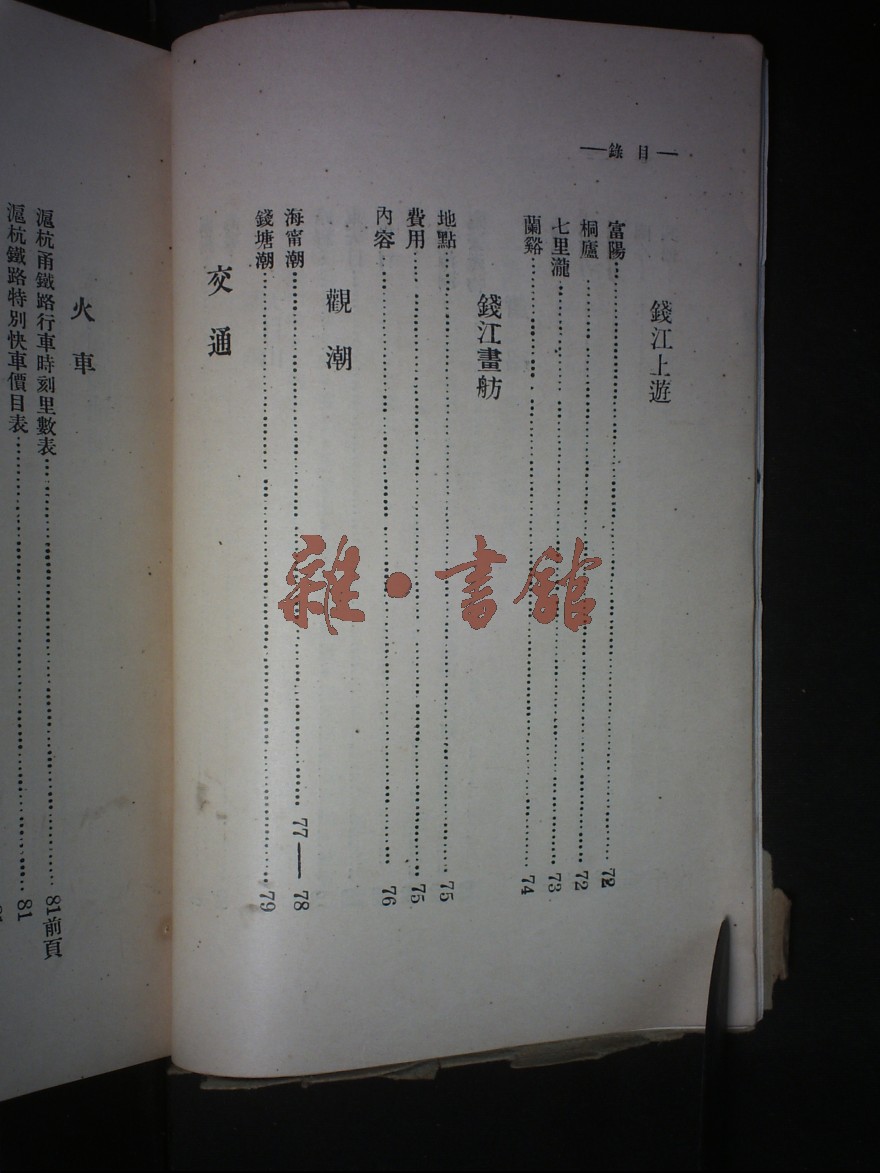 —錄目—
錢江上遊
富陽……72
桐廬……72
七里瀧……73
蘭谿……74
錢江畫舫
地點……75
費用……75
內容……76
觀潮
海甯潮……77—78
錢塘潮……79
交通
火車
滬杭甬鐵路行車時刻里數表……81前頁
滬杭鐵路特別快車價目表……81
雜·書館